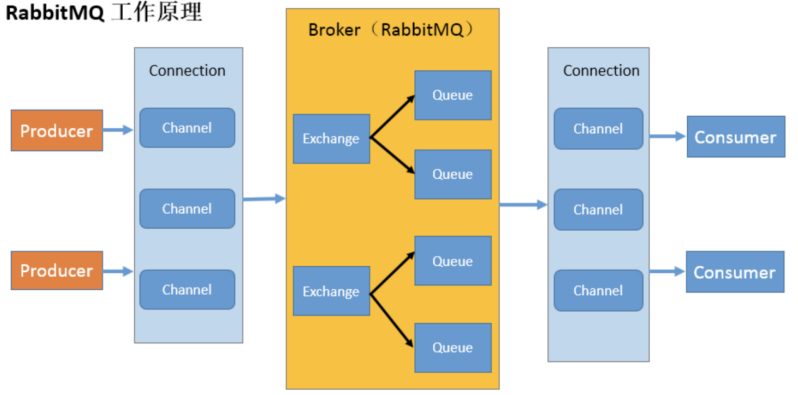 RabbitMQ 工作原理
Producer
Producer
Connection
Channel
Channel
Channel
Broker（RabbitMQ）
Exchange
Queue
Queue
Exchange
Queue
Queue
Connection
Channel
Channel
Channel
Consumer
Consumer